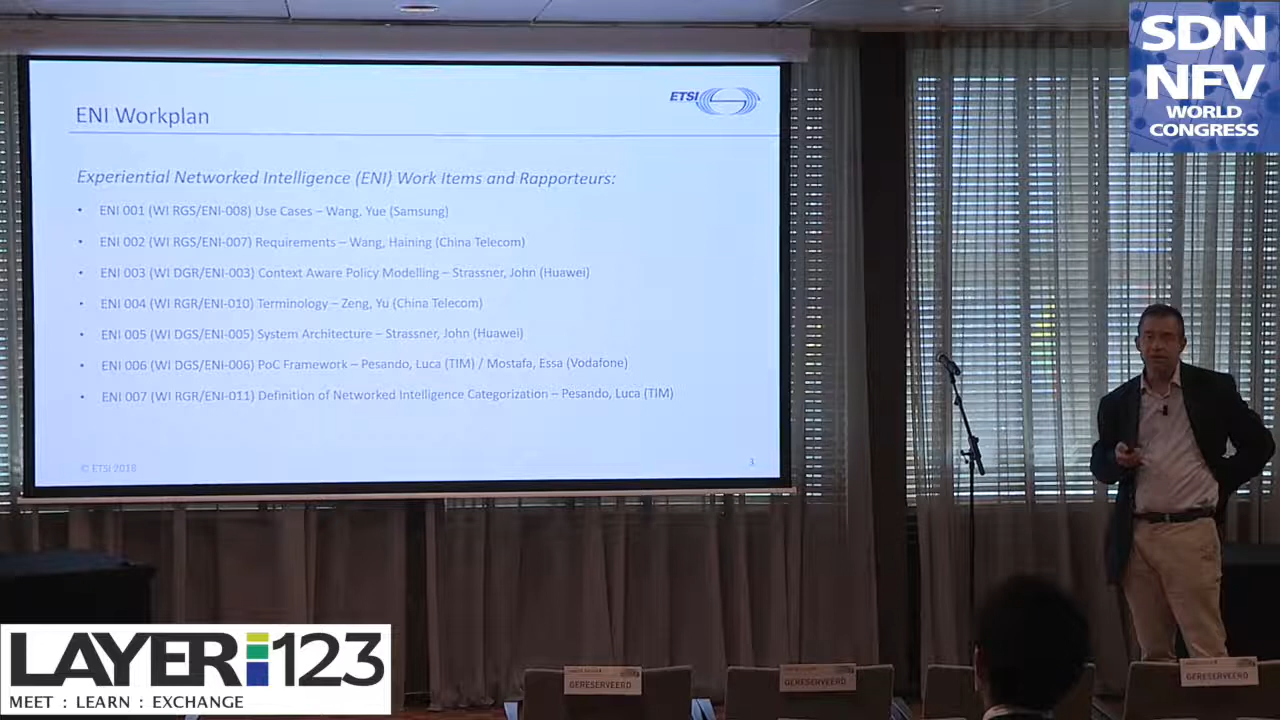 SDN
NFV
WORLD
CONGRESS
ETSI
ENI Workplan
Experiential Networked Intelligence (ENI) Work Items and Rapporteurs:
• ENI 001 (WI RGS/ENI-008) Use Cases – Wang, Yue (Samsung)
• ENI 002 (WI RGS/ENI-007) Requirements – Wang, Haining (China Telecom)
• ENI 003 (WI DGR/ENI-003) Context Aware Policy Modelling – Strassner, John (Huawei)
• ENI 004 (WI RGR/ENI-010) Terminology – Zeng, Yu (China Telecom)
• ENI 005 (WI DGS/ENI-005) System Architecture – Strassner, John (Huawei)
• ENI 006 (WI DGS/ENI-006) PoC Framework – Pesando, Luca (TIM) / Mostafa, Essa (Vodafone)
• ENI 007 (WI RGR/ENI-011) Definition of Networked Intelligence Categorization – Pesando, Luca (TIM)
© ETSI 2018
3
LAYER 123
MEET : LEARN : EXCHANGE
GERESERVEERD
GERESERVEERD
GERESERVEERD